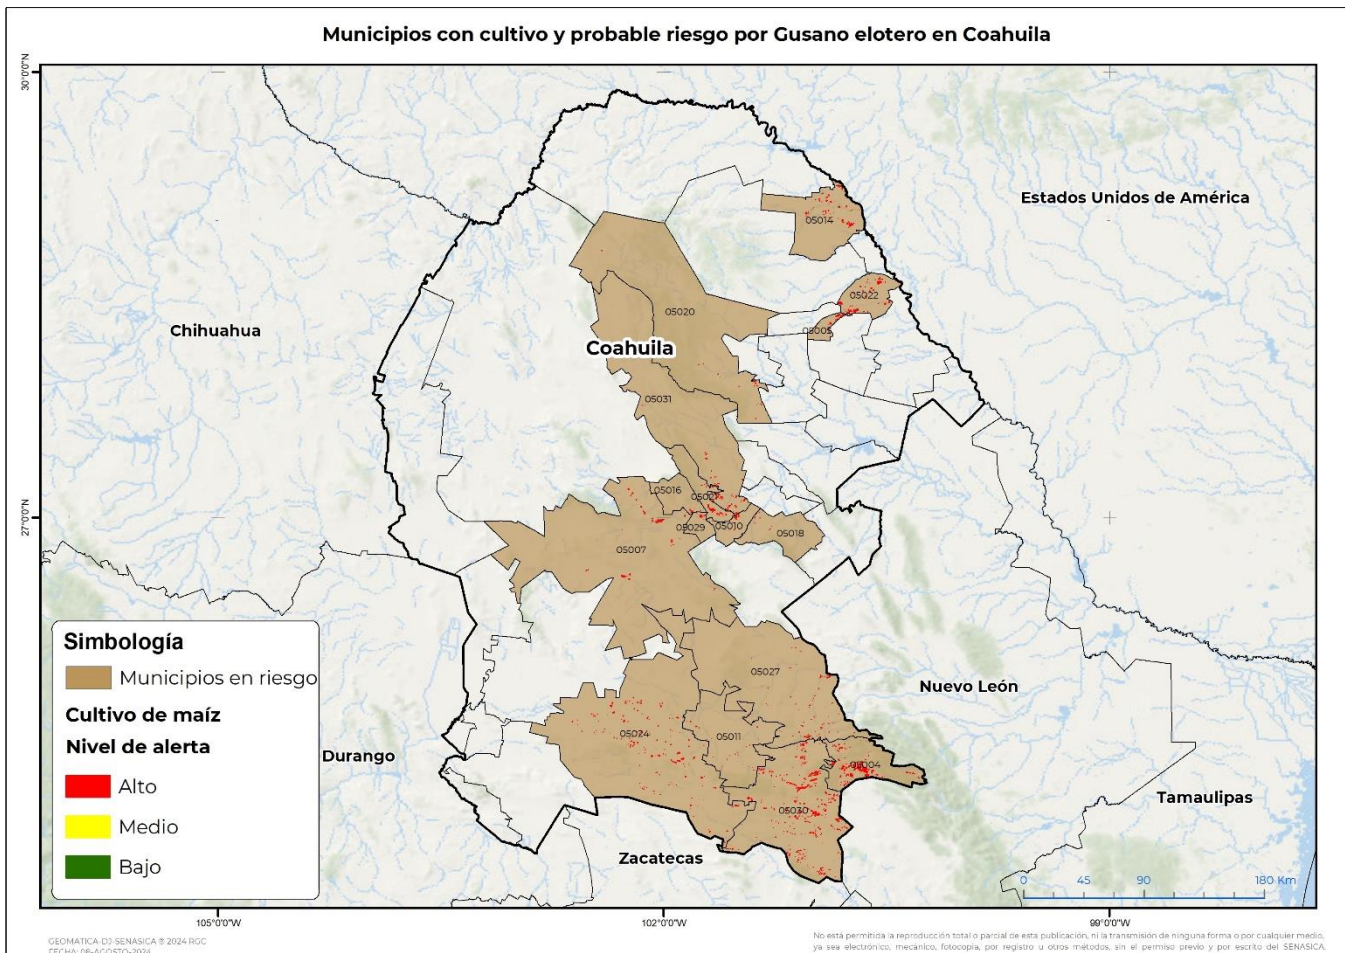 Municipios con cultivo y probable riesgo por Gusano elotero en Coahuila
30°0'0"N
Estados Unidos de América
05014
05022
05020
Chihuahua
Coahuila
05031
05016
27°0'0"N
05029
05010
05018
05007
Simbología
Municipios en riesgo
Cultivo de maíz
Nivel de alerta
Alto
Medio
Bajo
05027
Nuevo León
05024
05011
Durango
05004
05030
Tamaulipas
Zacatecas
0 45 90 180 Km
105°0'0"W
102°0'0"W
99°0'0"W
GEOMATICA-DJ-SENASICA ® 2024 RGC
FECHA: 08-AGOSTO-2024
No está permitida la reproducción total o parcial de esta publicación, ni la transmisión de ninguna forma o por cualquier medio,
ya sea electrónico, mecánico, fotocopia, por registro u otros métodos, sin el permiso previo y por escrito del SENASICA.